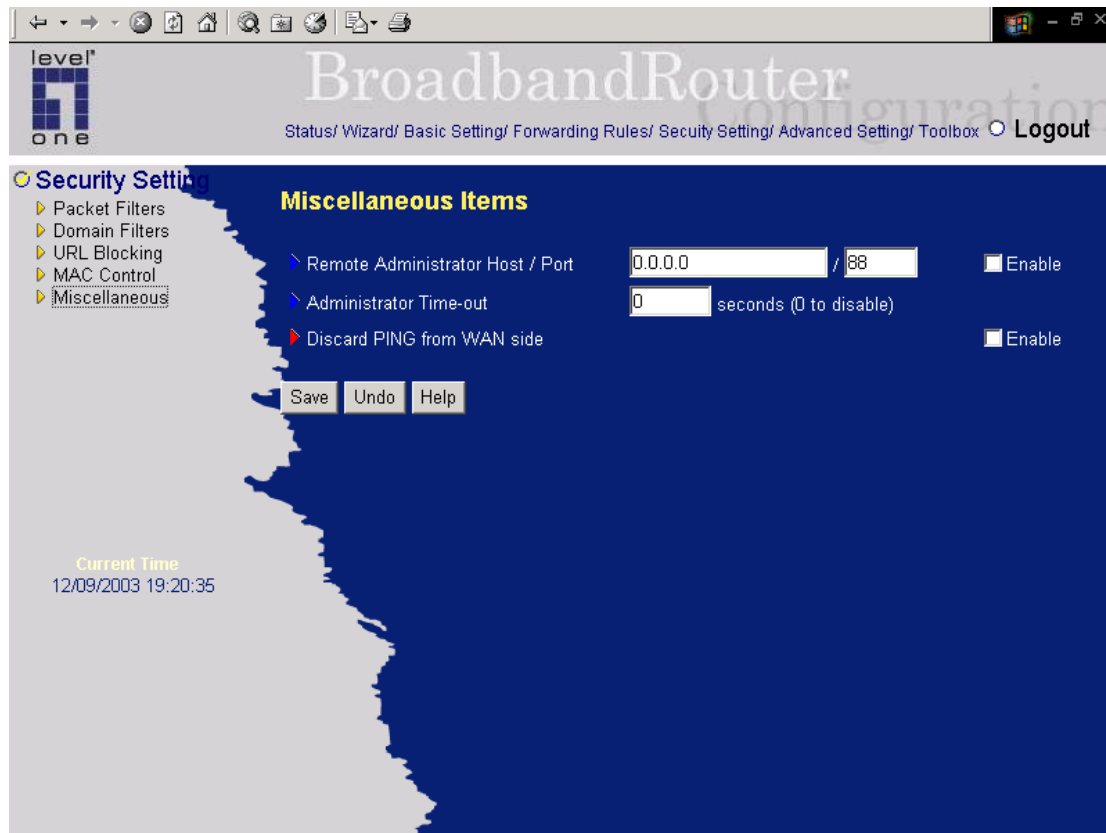 level*
one
BroadbandRouter
Configuration
Status/ Wizard/ Basic Setting/ Forwarding Rules/ Secuity Setting/ Advanced Setting/ Toolbox Logout
Security Setting
Packet Filters
Domain Filters
URL Blocking
MAC Control
Miscellaneous
Current Time
12/09/2003 19:20:35
Miscellaneous Items
Remote Administrator Host / Port 0.0.0.0 / 88 Enable
Administrator Time-out 0 seconds (0 to disable)
Discard PING from WAN side Enable
Save Undo Help